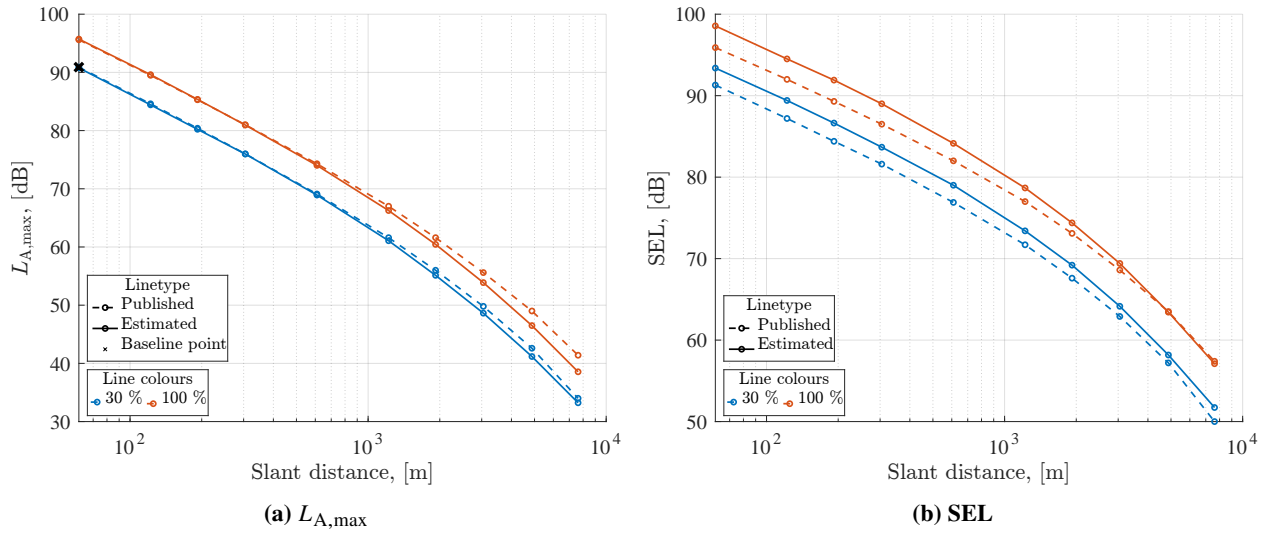 100
90
80
70
60
50
40
30
L_A,max, [dB]
Linetype
Published
Estimated
Baseline point
Line colours
30 % 100 %
10^2 10^3 10^4
Slant distance, [m]
(a) L_A,max
100
90
80
70
60
50
SEL, [dB]
Linetype
Published
Estimated
Line colours
30 % 100 %
10^2 10^3 10^4
Slant distance, [m]
(b) SEL